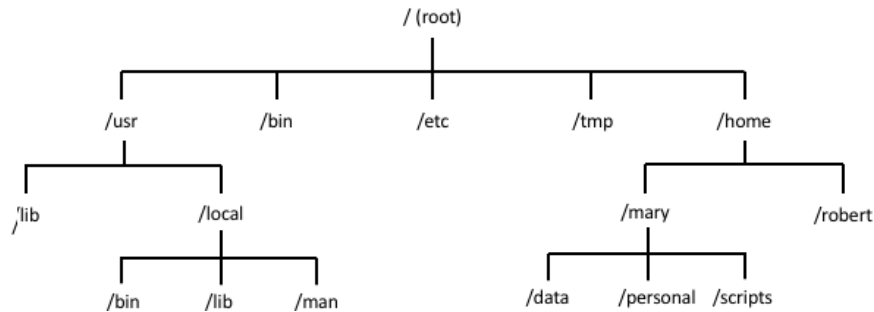 / (root)
/usr /bin /etc /tmp /home
/lib /local /mary /robert
/bin /lib /man /data /personal /scripts